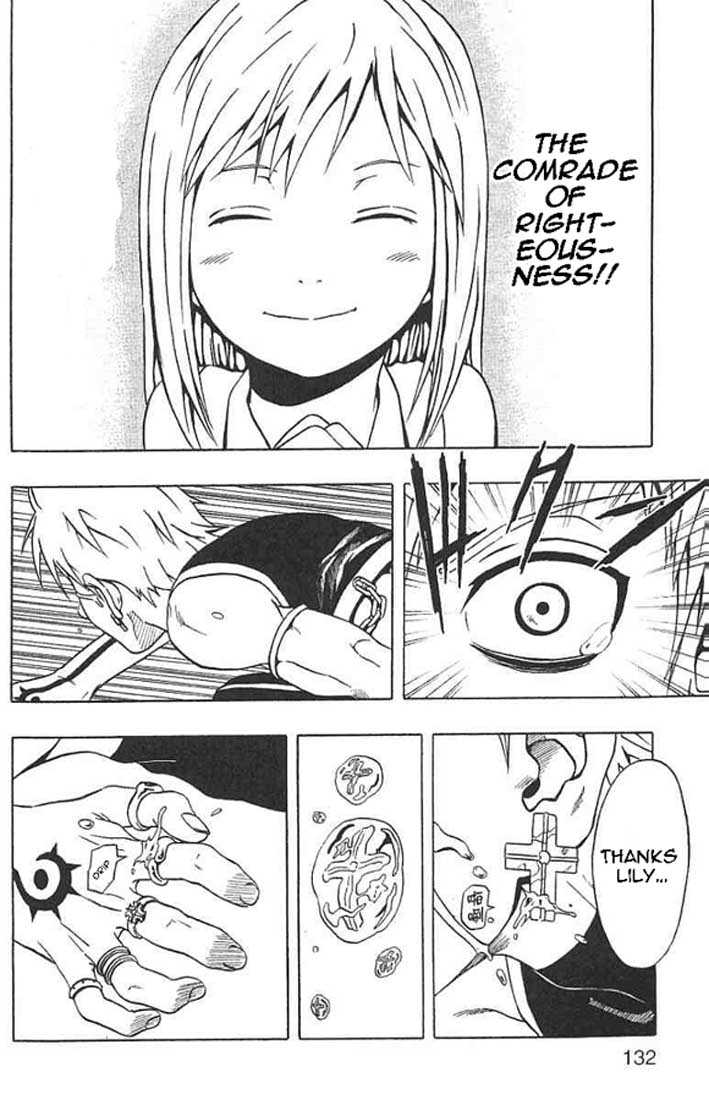 THE
COMRADE
OF
RIGHT-
EOUS-
NESS!!
THANKS
LILY...
DRIP
132